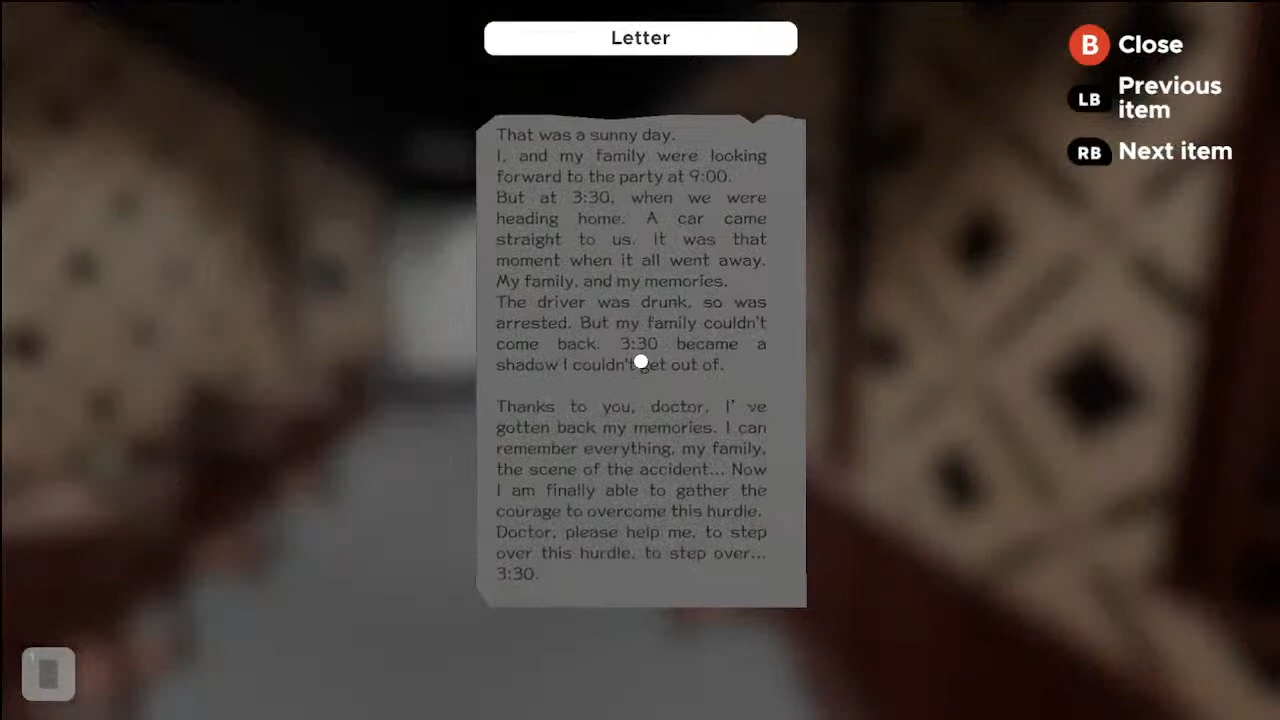 Letter
B Close
LB Previous
item
RB Next item
That was a sunny day.
I, and my family were looking
forward to the party at 9:00.
But at 3:30, when we were
heading home. A car came
straight to us. It was that
moment when it all went away.
My family, and my memories.
The driver was drunk, so was
arrested. But my family couldn't
come back. 3:30 became a
shadow I couldn't get out of.
Thanks to you, doctor, I' ve
gotten back my memories. I can
remember everything, my family,
the scene of the accident... Now
I am finally able to gather the
courage to overcome this hurdle.
Doctor, please help me, to step
over this hurdle, to step over...
3:30.